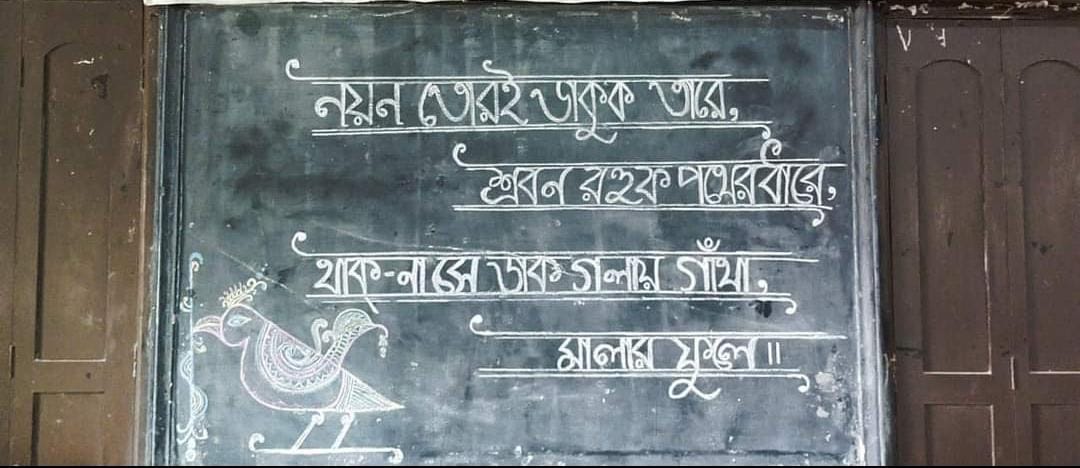 নয়ন তোরই ডাকুক তারে,
শ্রবন রহুক পথের ধারে,
থাক্-না সে ডাক গলায় গাঁথা,
মালার ফুলে॥